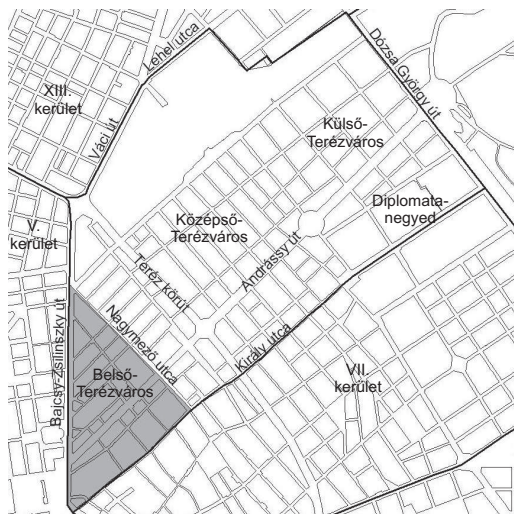 Lehel utca
Dózsa György út
XIII.
kerület
Váci út
Külső-
Terézváros
Diplomata-
negyed
V.
kerület
Középső-
Terézváros
Andrássy út
Teréz körút
Nagymező utca
Király utca
Bajcsy-Zsilinszky út
Belső-
Terézváros
VII.
kerület